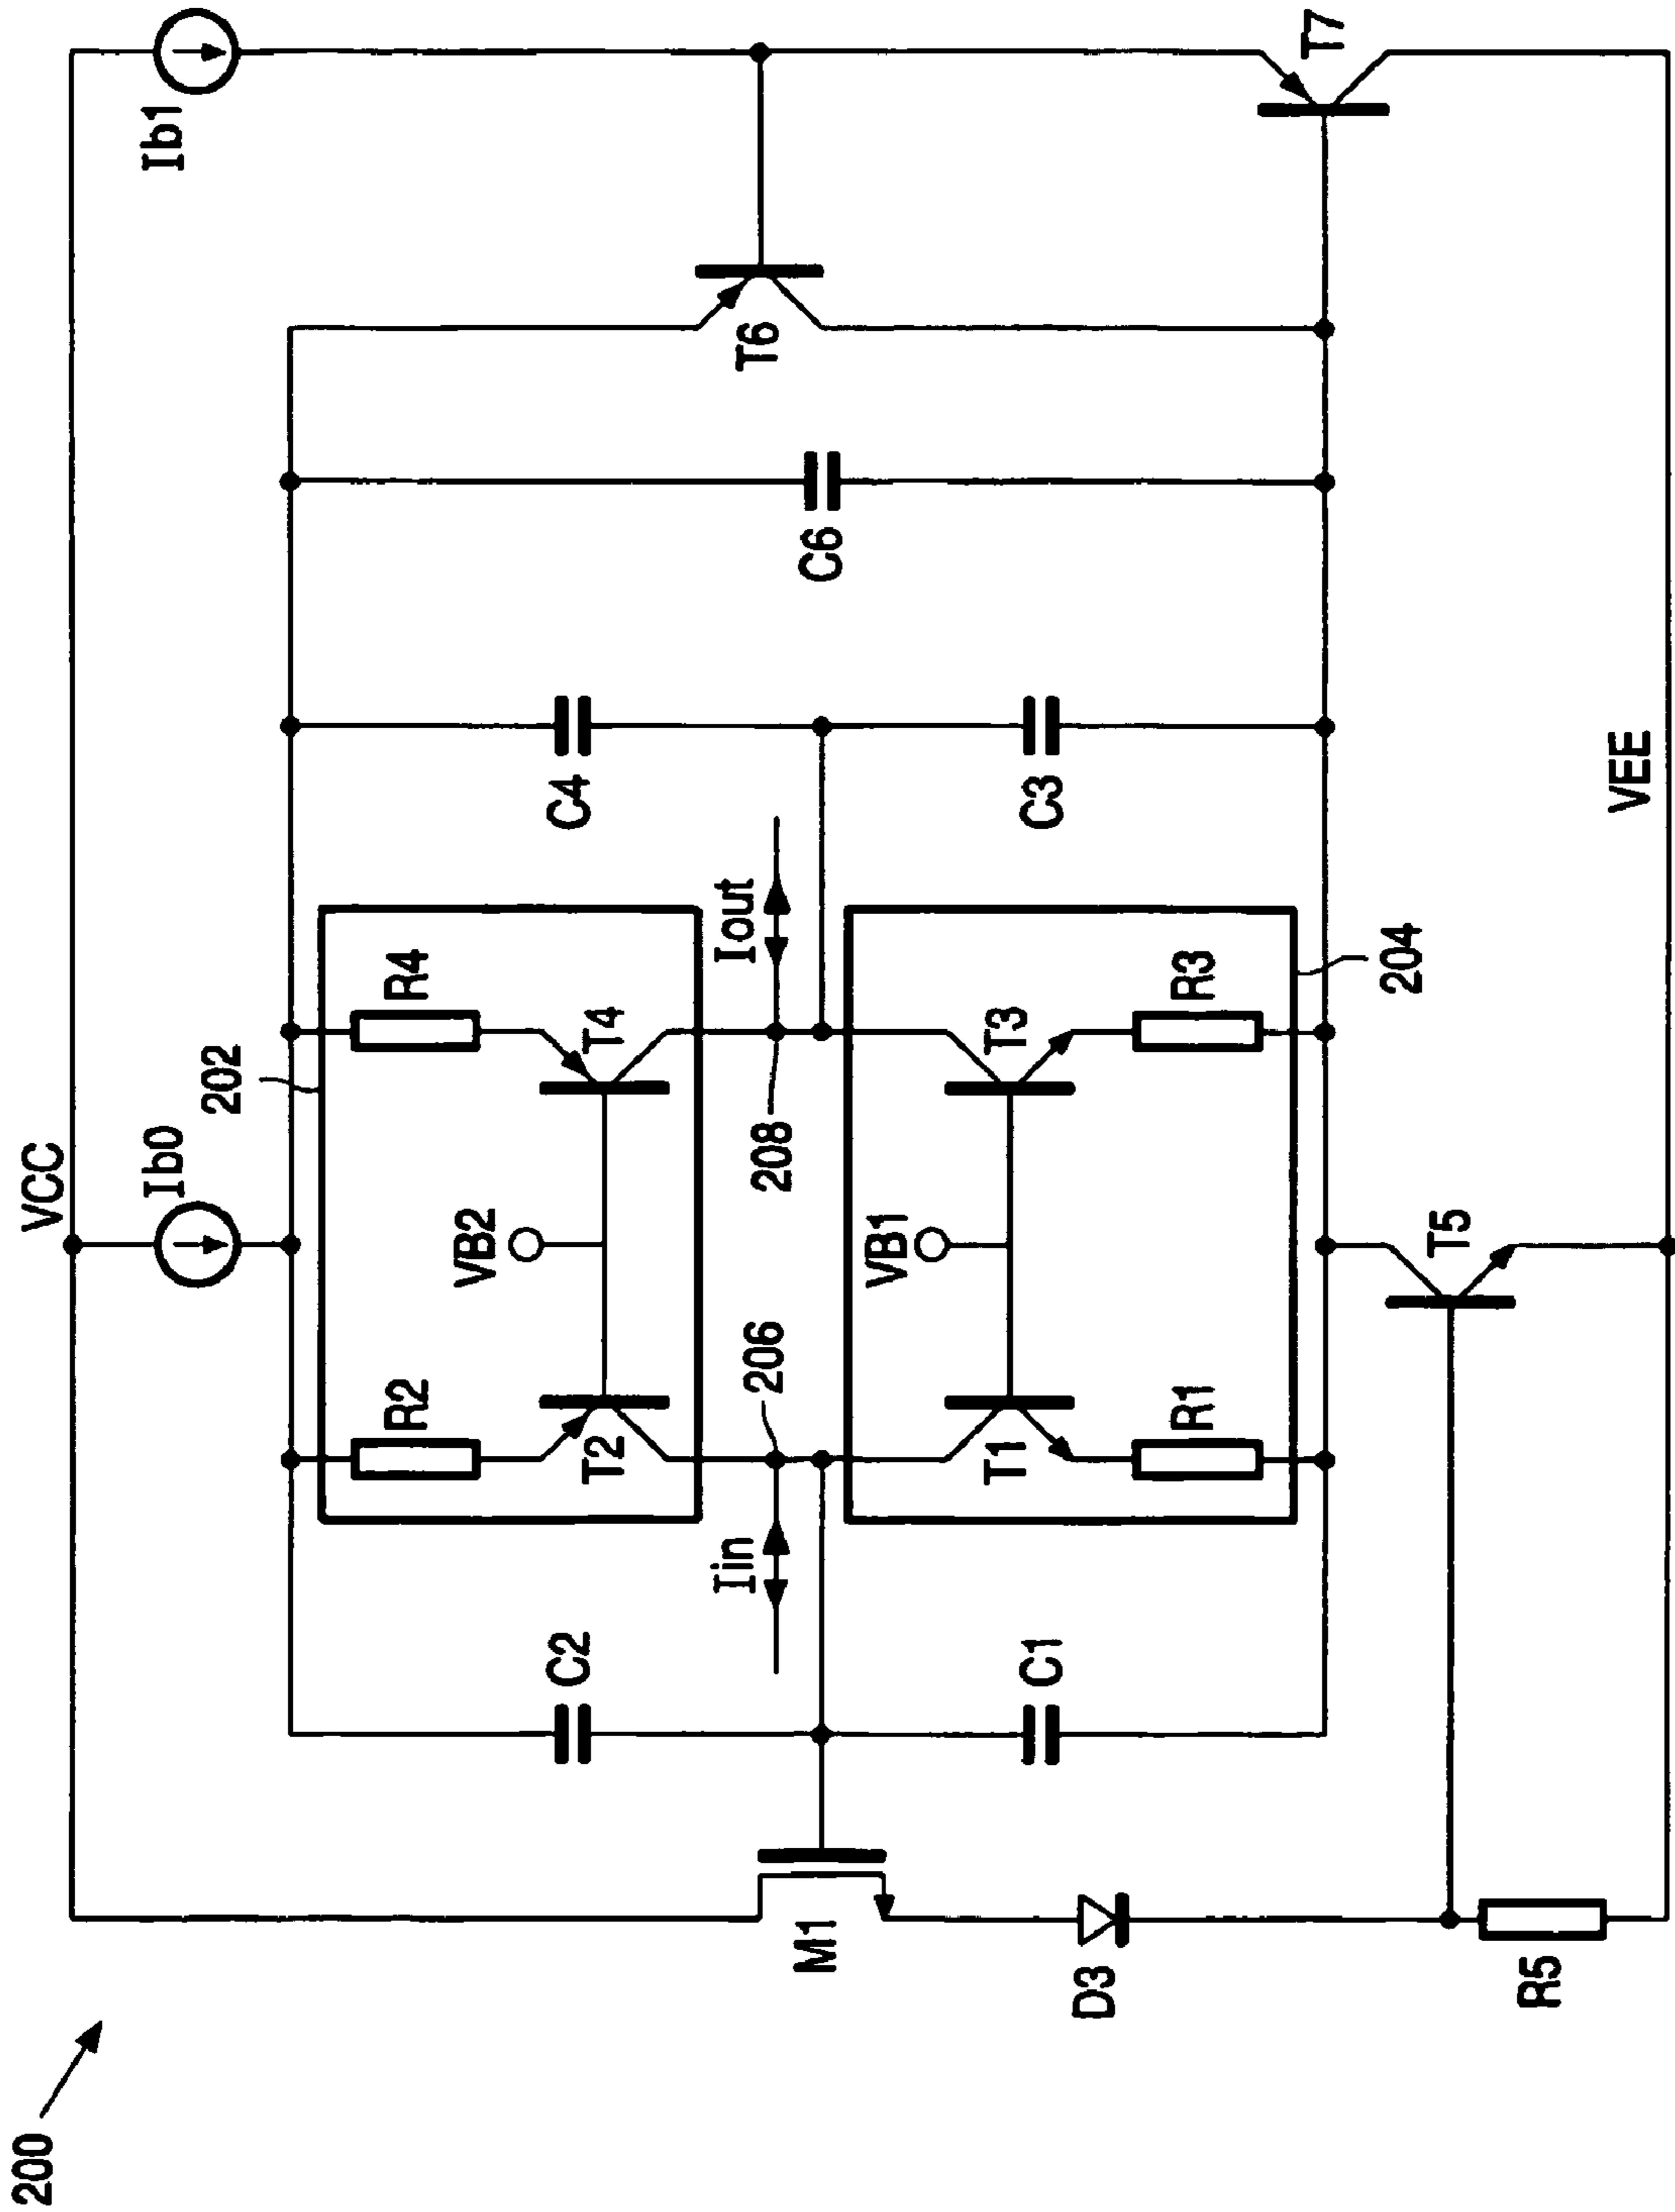 200
VCC
Ib0
Ib1
202
R2
R4
VB2
T2
T4
C2
C4
T6
C6
Iin
206
208
Iout
M1
VB1
T1
T3
C1
C3
D3
R1
R3
204
T5
T7
R5
VEE